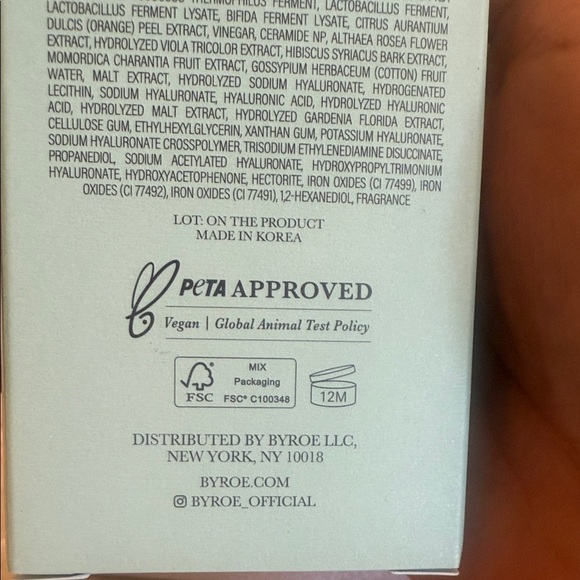 THERMOPHILUS FERMENT, LACTOBACILLUS FERMENT,
LACTOBACILLUS FERMENT LYSATE, BIFIDA FERMENT LYSATE, CITRUS AURANTIUM
DULCIS (ORANGE) PEEL EXTRACT, VINEGAR, CERAMIDE NP, ALTHAEA ROSEA FLOWER
EXTRACT, HYDROLYZED VIOLA TRICOLOR EXTRACT, HIBISCUS SYRIACUS BARK EXTRACT,
MOMORDICA CHARANTIA FRUIT EXTRACT, GOSSYPIUM HERBACEUM (COTTON) FRUIT
WATER, MALT EXTRACT, HYDROLYZED SODIUM HYALURONATE, HYDROGENATED
LECITHIN, SODIUM HYALURONATE, HYALURONIC ACID, HYDROLYZED HYALURONIC
ACID, HYDROLYZED MALT EXTRACT, HYDROLYZED GARDENIA FLORIDA EXTRACT,
CELLULOSE GUM, ETHYLHEXYLGLYCERIN, XANTHAN GUM, POTASSIUM HYALURONATE,
SODIUM HYALURONATE CROSSPOLYMER, TRISODIUM ETHYLENEDIAMINE DISUCCINATE,
PROPANEDIOL, SODIUM ACETYLATED HYALURONATE, HYDROXYPROPYLTRIMONIUM
HYALURONATE, HYDROXYACETOPHENONE, HECTORITE, IRON OXIDES (CI 77499), IRON
OXIDES (CI 77492), IRON OXIDES (CI 77491), 1,2-HEXANEDIOL, FRAGRANCE
LOT: ON THE PRODUCT
MADE IN KOREA
PETA APPROVED
Vegan | Global Animal Test Policy
MIX
Packaging
FSC FSC® C100348
12M
DISTRIBUTED BY BYROE LLC,
NEW YORK, NY 10018
BYROE.COM
BYROE_OFFICIAL